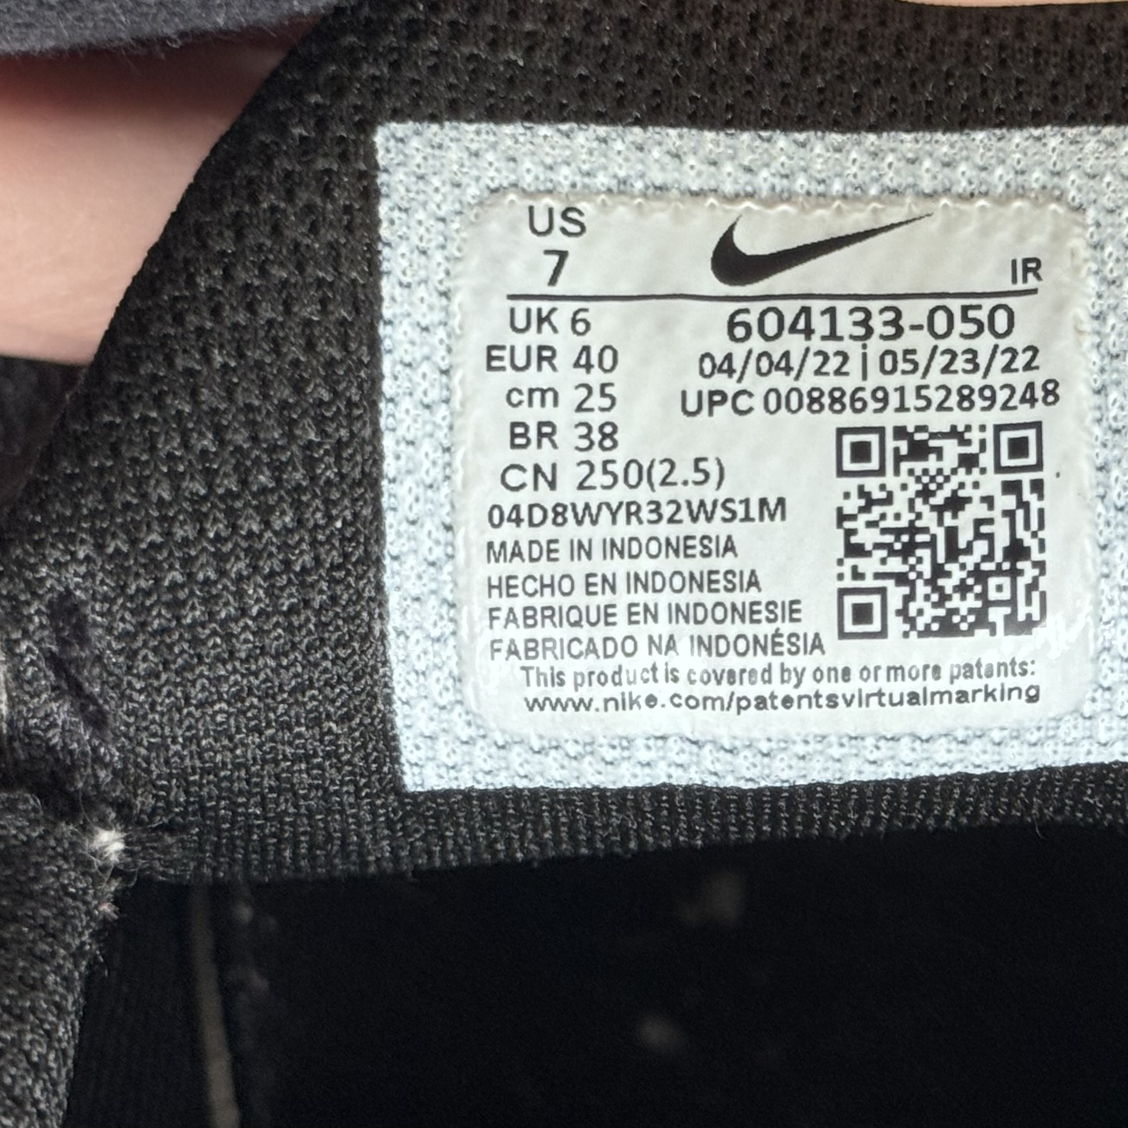 US
7
IR
UK 6
604133-050
EUR 40
04/04/22 | 05/23/22
cm 25
UPC 00886915289248
BR 38
CN 250(2.5)
04D8WYR32WS1M
MADE IN INDONESIA
HECHO EN INDONESIA
FABRIQUE EN INDONESIE
FABRICADO NA INDONÉSIA
This product is covered by one or more patents:
www.nike.com/patentsvirtualmarking